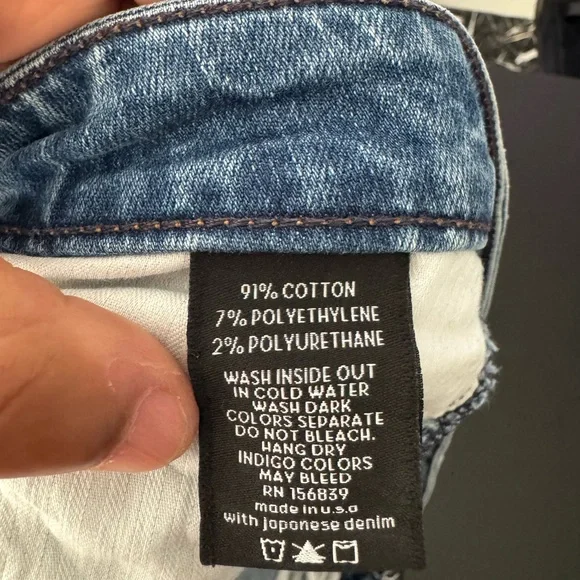 91% COTTON
7% POLYETHYLENE
2% POLYURETHANE
WASH INSIDE OUT
IN COLD WATER
WASH DARK
COLORS SEPARATE
DO NOT BLEACH.
HANG DRY
INDIGO COLORS
MAY BLEED
RN 156839
made in u.s.a
with japanese denim